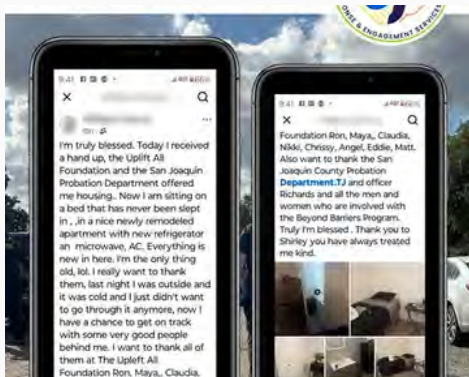 ONSE & ENGAGEMENT SERVICES
9:41
I'm truly blessed. Today I received
a hand up, the Uplift All
Foundation and the San Joaquin
Probation Department offered
me housing.. Now I am sitting on
a bed that has never been slept
in , ,in a nice newly remodeled
apartment with new refrigerator
an microwave, AC. Everything is
new in here. I'm the only thing
old, lol. I really want to thank
them, last night I was outside and
it was cold and I just didn't want
to go through it anymore, now I
have a chance to get on track
with some very good people
behind me. I want to thank all of
them at The Upleft All
Foundation Ron, Maya,, Claudia,
9:41
Foundation Ron, Maya,, Claudia,
Nikki, Chrissy, Angel, Eddie, Matt.
Also want to thank the San
Joaquin County Probation
Department.TJ and officer
Richards and all the men and
women who are involved with
the Beyond Barriers Program.
Truly I'm blessed . Thank you to
Shirley you have always treated
me kind.